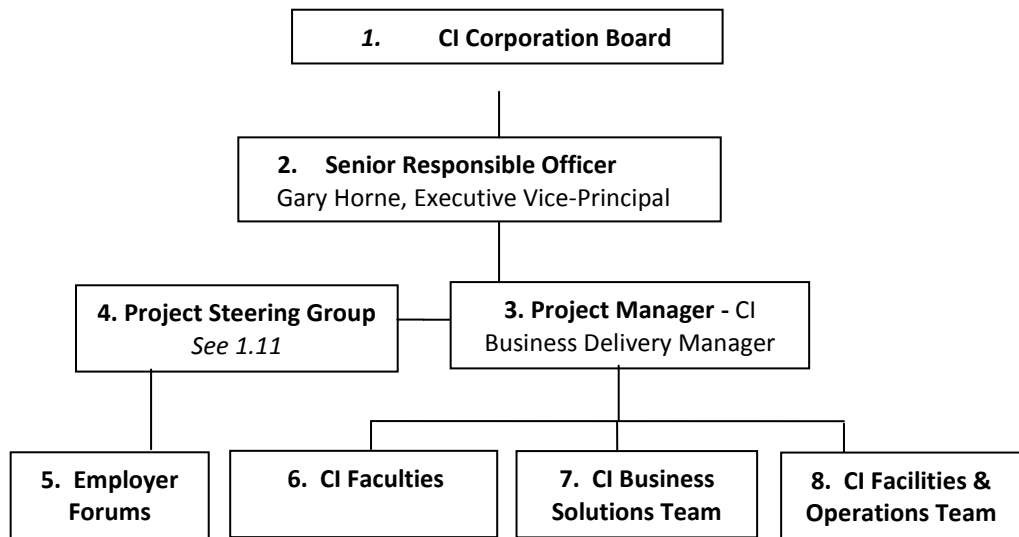 1. CI Corporation Board
2. Senior Responsible Officer
Gary Horne, Executive Vice-Principal
4. Project Steering Group
See 1.11
3. Project Manager - CI
Business Delivery Manager
5. Employer
Forums
6. CI Faculties
7. CI Business
Solutions Team
8. CI Facilities &
Operations Team